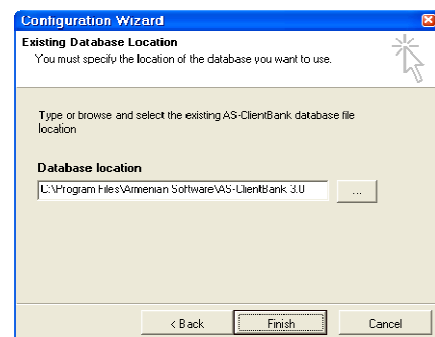 Configuration Wizard
Existing Database Location
You must specify the location of the database you want to use.
Type or browse and select the existing AS-ClientBank database file
location
Database location
C:\Program Files\Armenian Software\AS-ClientBank 3.0
...
< Back
Finish
Cancel